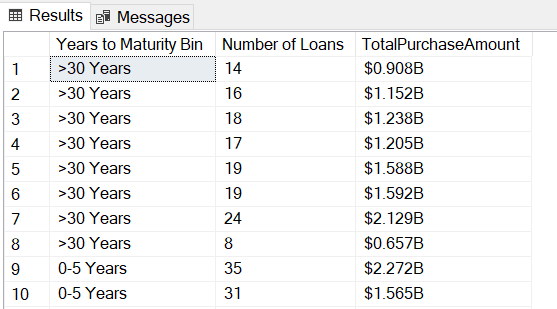 Results Messages
Years to Maturity Bin Number of Loans TotalPurchaseAmount
1 >30 Years 14 $0.908B
2 >30 Years 16 $1.152B
3 >30 Years 18 $1.238B
4 >30 Years 17 $1.205B
5 >30 Years 19 $1.588B
6 >30 Years 19 $1.592B
7 >30 Years 24 $2.129B
8 >30 Years 8 $0.657B
9 0-5 Years 35 $2.272B
10 0-5 Years 31 $1.565B